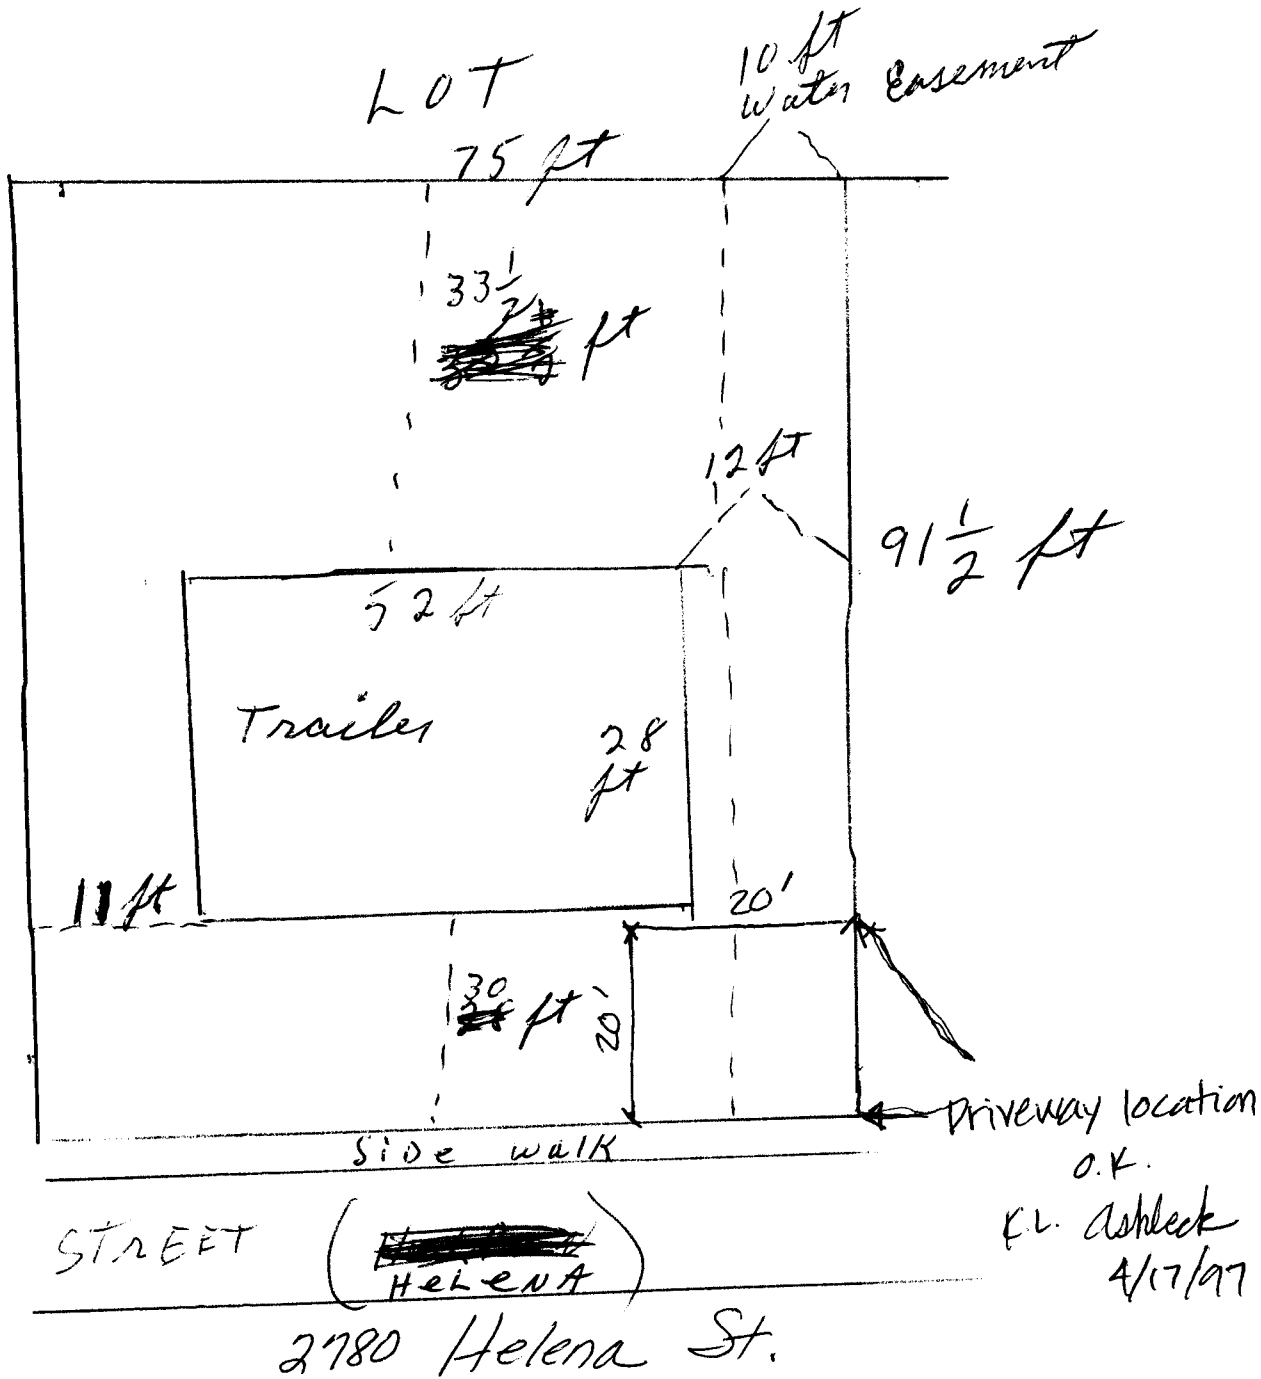 LOT
75 ft
10 ft
Water Easement
33 1/2
ft
12 ft
91 1/2 ft
52 ft
Trailer
28
ft
11 ft
20'
30
ft
20'
Driveway location
O.K.
Side walk
STREET (
HELENA )
K.L. Ashbeck
4/17/97
2780 Helena St.